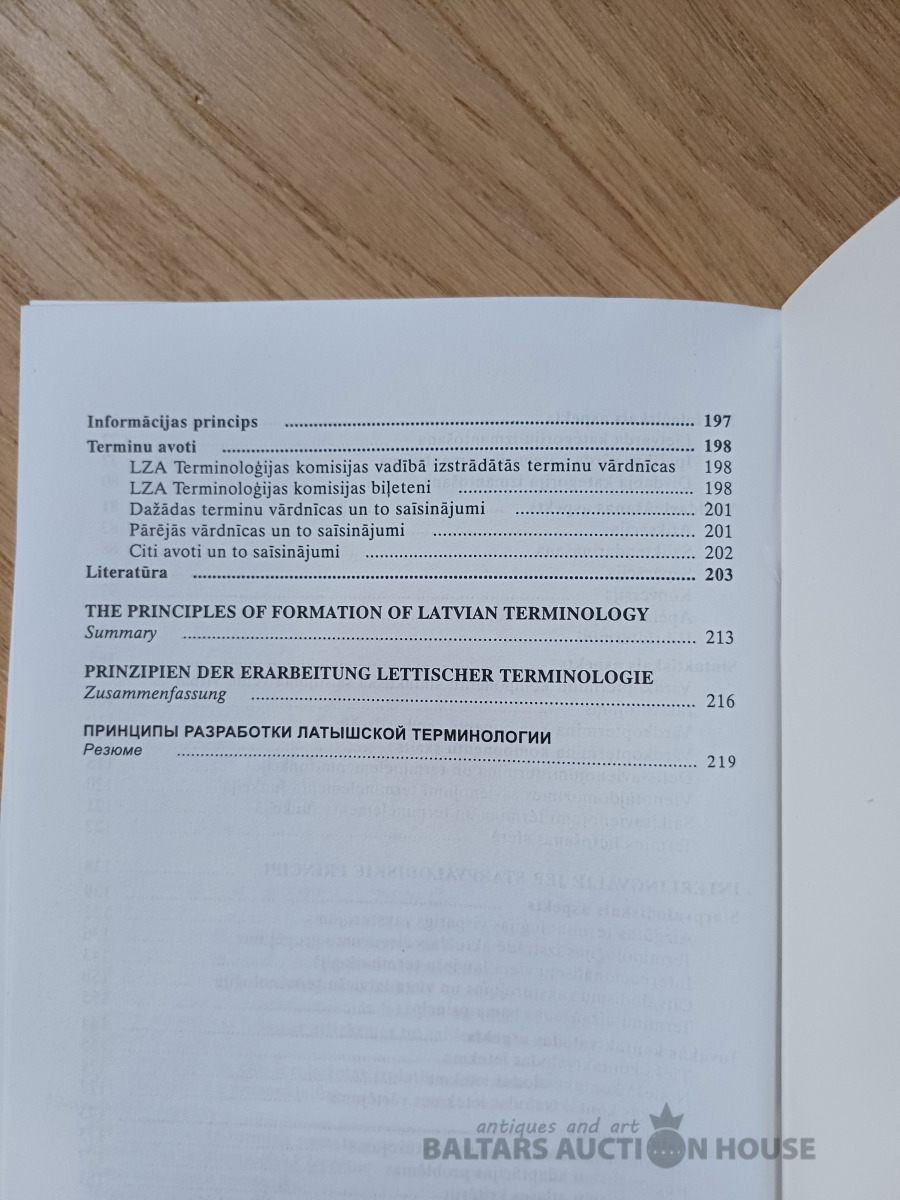 Informācijas princips ........ 197
Terminu avoti ........ 198
LZA Terminoloģijas komisijas vadībā izstrādātās terminu vārdnīcas 198
LZA Terminoloģijas komisijas biļeteni ........ 198
Dažādas terminu vārdnīcas un to saīsinājumi ........ 201
Pārējās vārdnīcas un to saīsinājumi ........ 201
Citi avoti un to saīsinājumi ........ 202
Literatūra ........ 203
THE PRINCIPLES OF FORMATION OF LATVIAN TERMINOLOGY
Summary ........ 213
PRINZIPIEN DER ERARBEITUNG LETTISCHER TERMINOLOGIE
Zusammenfassung ........ 216
ПРИНЦИПЫ РАЗРАБОТКИ ЛАТЫШСКОЙ ТЕРМИНОЛОГИИ
Резюме ........ 219
antiques and art
BALTARS AUCTION HOUSE